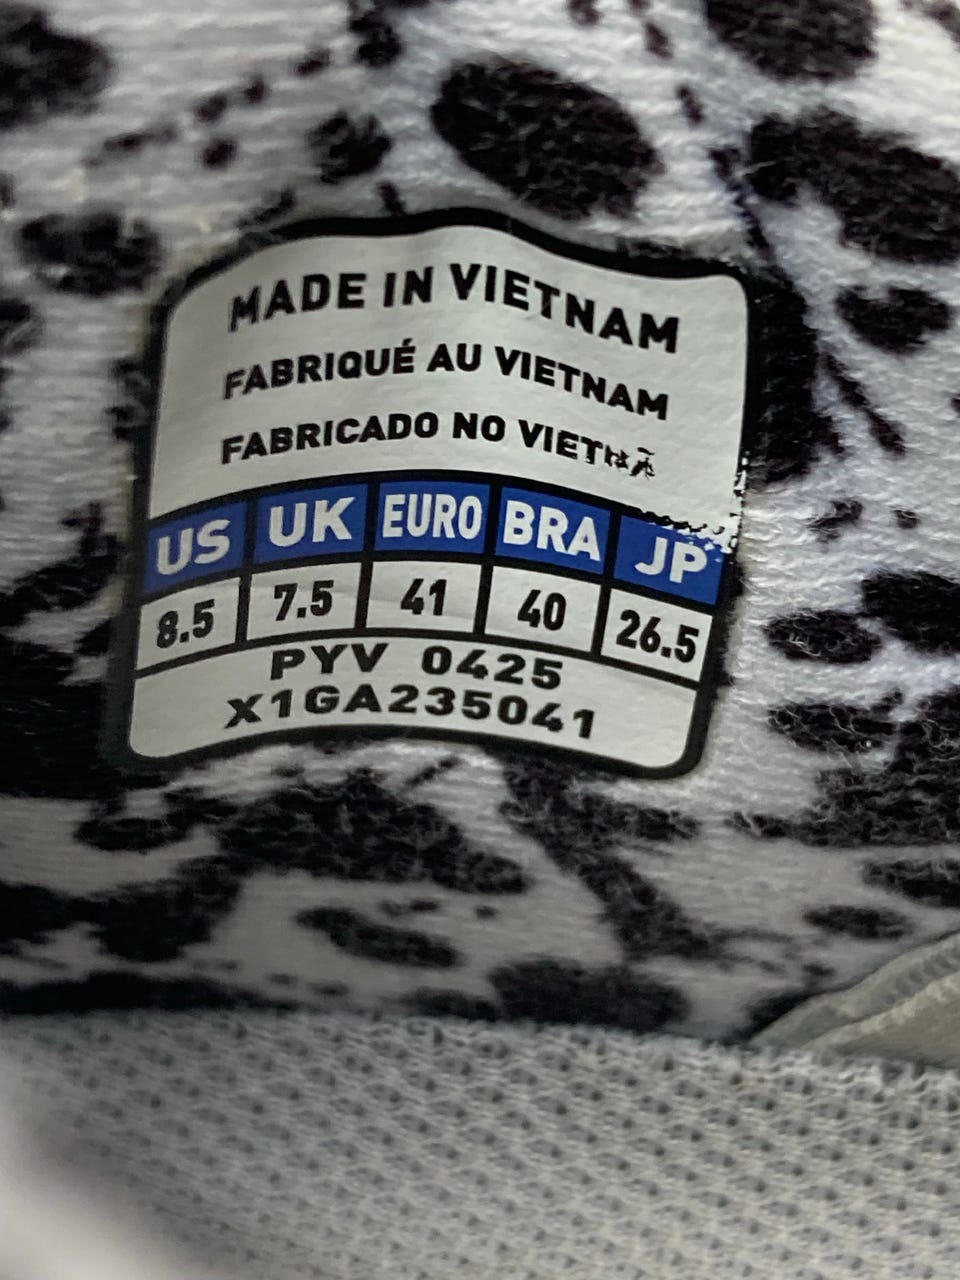 MADE IN VIETNAM
FABRIQUÉ AU VIETNAM
FABRICADO NO
US UK EURO BRA JP
8.5 7.5 41 40 26.5
PYV 0425
X1GA235041